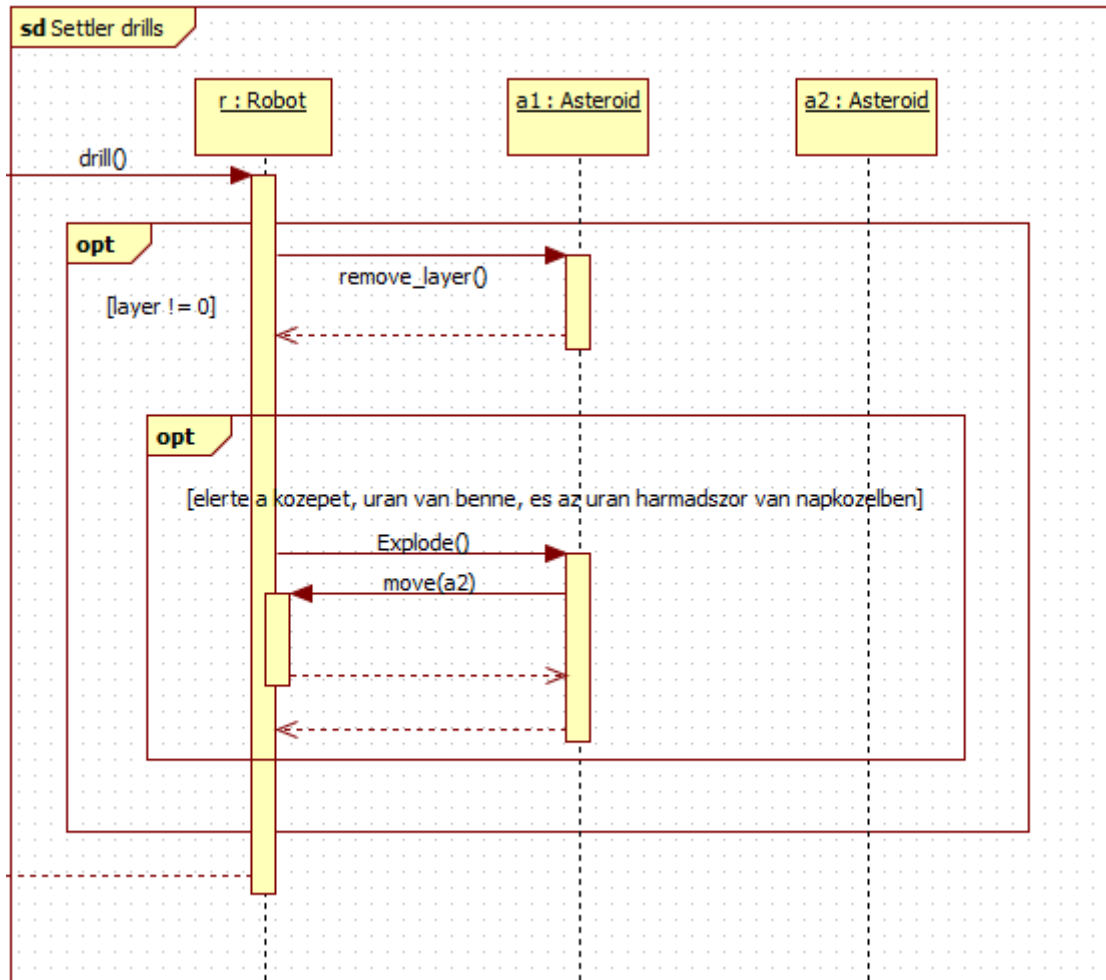 sd Settler drills
r : Robot
a1 : Asteroid
a2 : Asteroid
drill()
opt
remove_layer()
[layer != 0]
opt
[elerte a kozepet, uran van benne, es az uran harmadszor van napkozelben]
Explode()
move(a2)